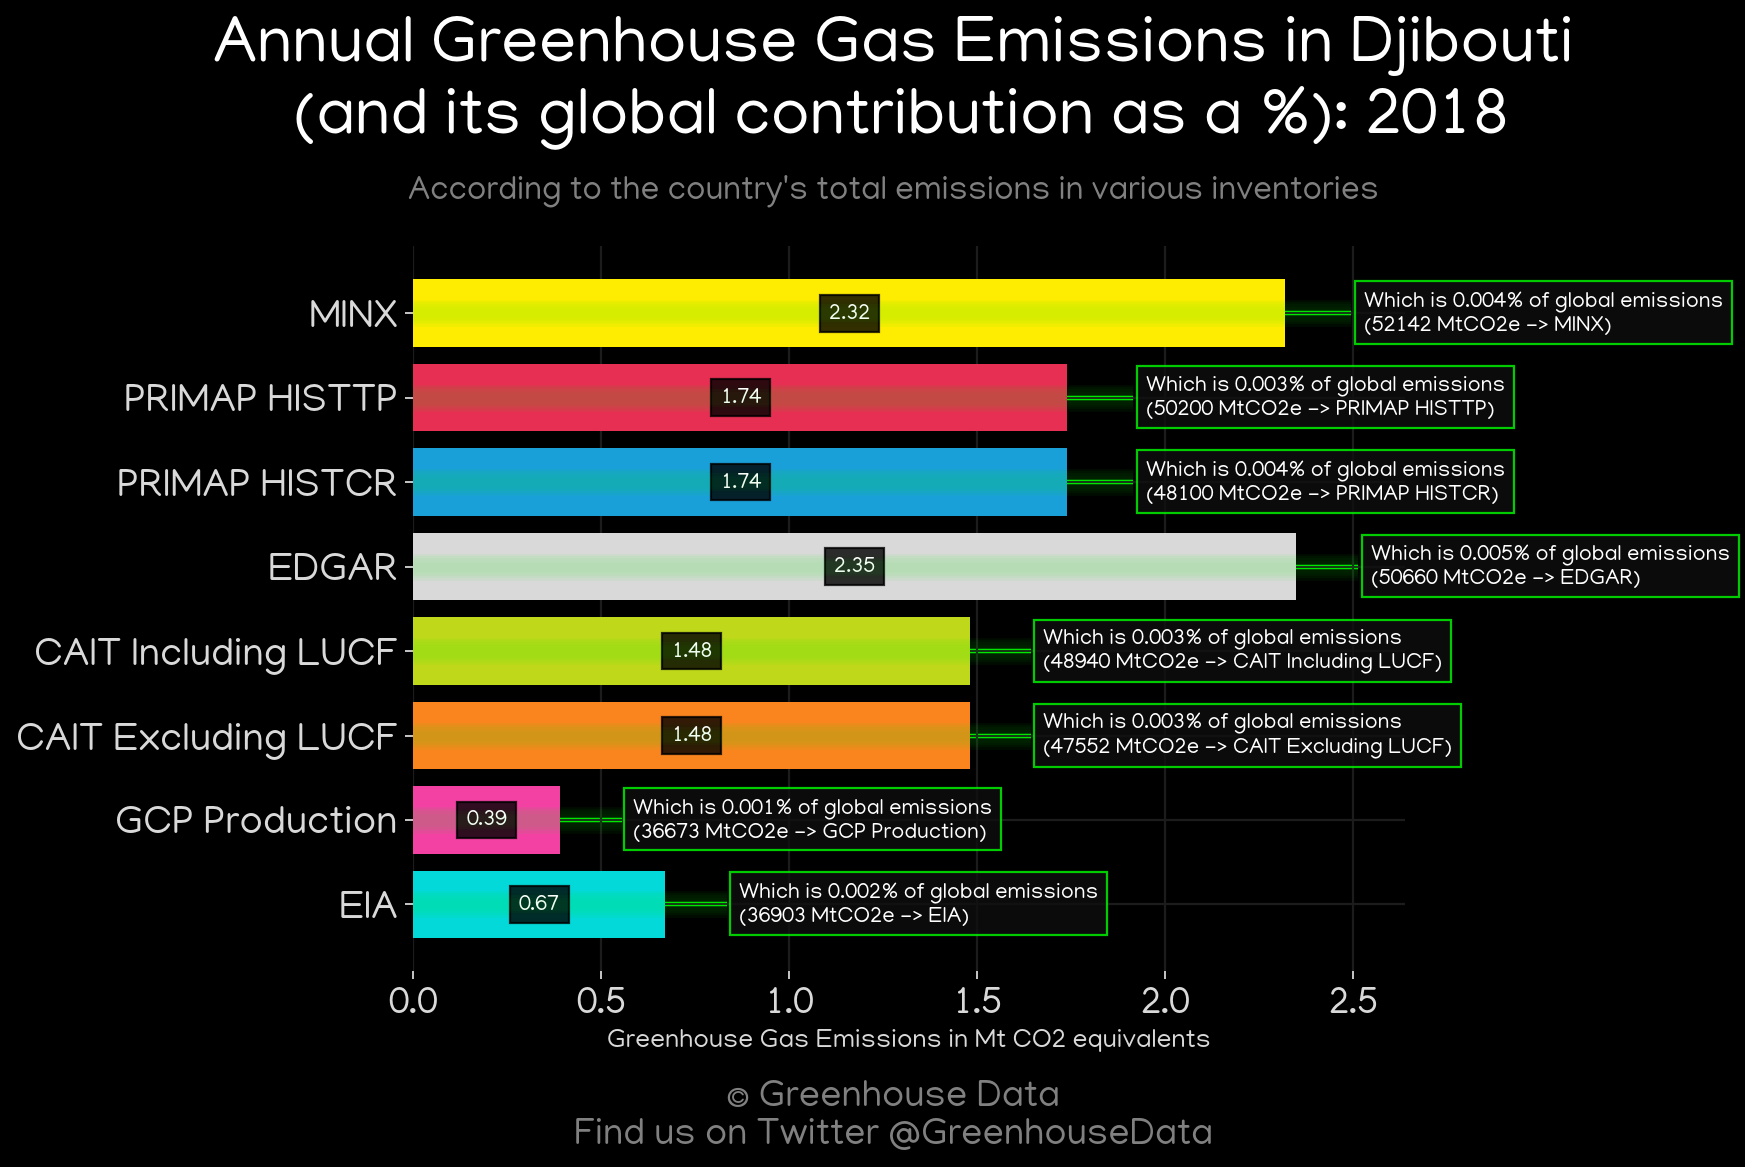 Annual Greenhouse Gas Emissions in Djibouti
(and its global contribution as a %): 2018
According to the country's total emissions in various inventories
MINX
2.32
Which is 0.004% of global emissions
(52142 MtCO2e -> MINX)
PRIMAP HISTTP
1.74
Which is 0.003% of global emissions
(50200 MtCO2e -> PRIMAP HISTTP)
PRIMAP HISTCR
1.74
Which is 0.004% of global emissions
(48100 MtCO2e -> PRIMAP HISTCR)
EDGAR
2.35
Which is 0.005% of global emissions
(50660 MtCO2e -> EDGAR)
CAIT Including LUCF
1.48
Which is 0.003% of global emissions
(48940 MtCO2e -> CAIT Including LUCF)
CAIT Excluding LUCF
1.48
Which is 0.003% of global emissions
(47552 MtCO2e -> CAIT Excluding LUCF)
GCP Production
0.39
Which is 0.001% of global emissions
(36673 MtCO2e -> GCP Production)
EIA
0.67
Which is 0.002% of global emissions
(36903 MtCO2e -> EIA)
0.0 0.5 1.0 1.5 2.0 2.5
Greenhouse Gas Emissions in Mt CO2 equivalents
© Greenhouse Data
Find us on Twitter @GreenhouseData